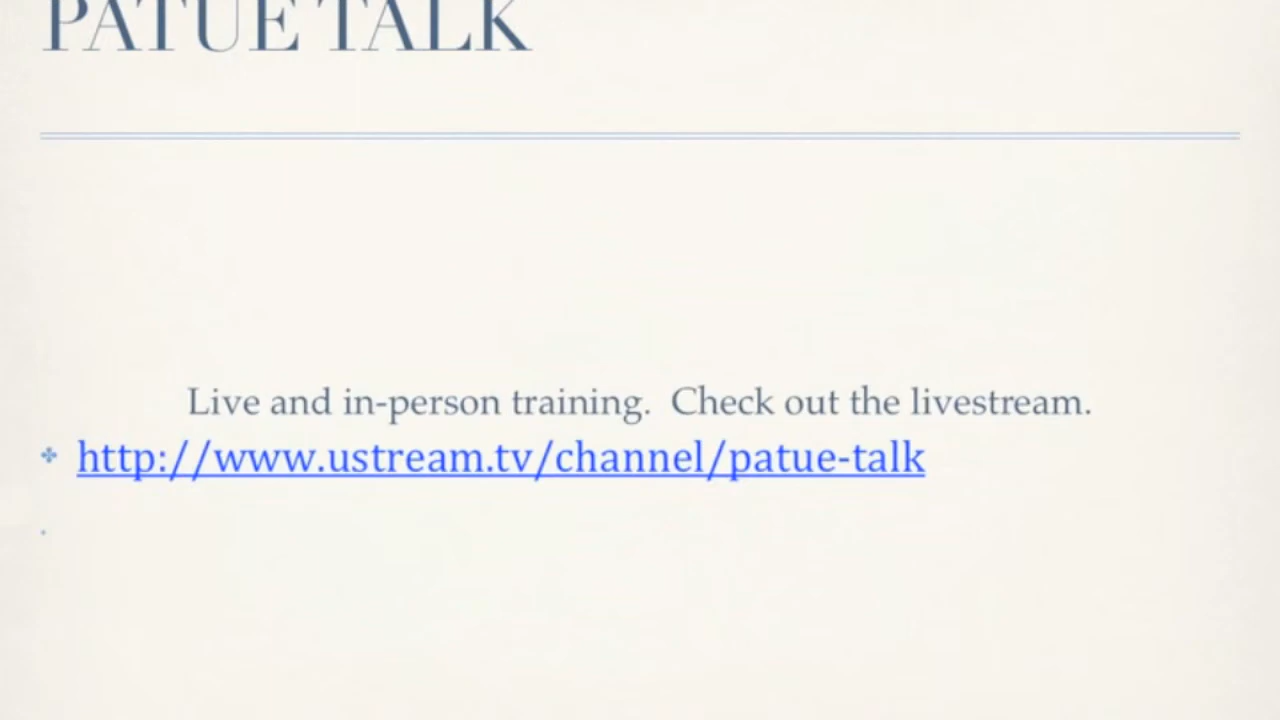 PATUE TALK
Live and in-person training.  Check out the livestream.
http://www.ustream.tv/channel/patue-talk